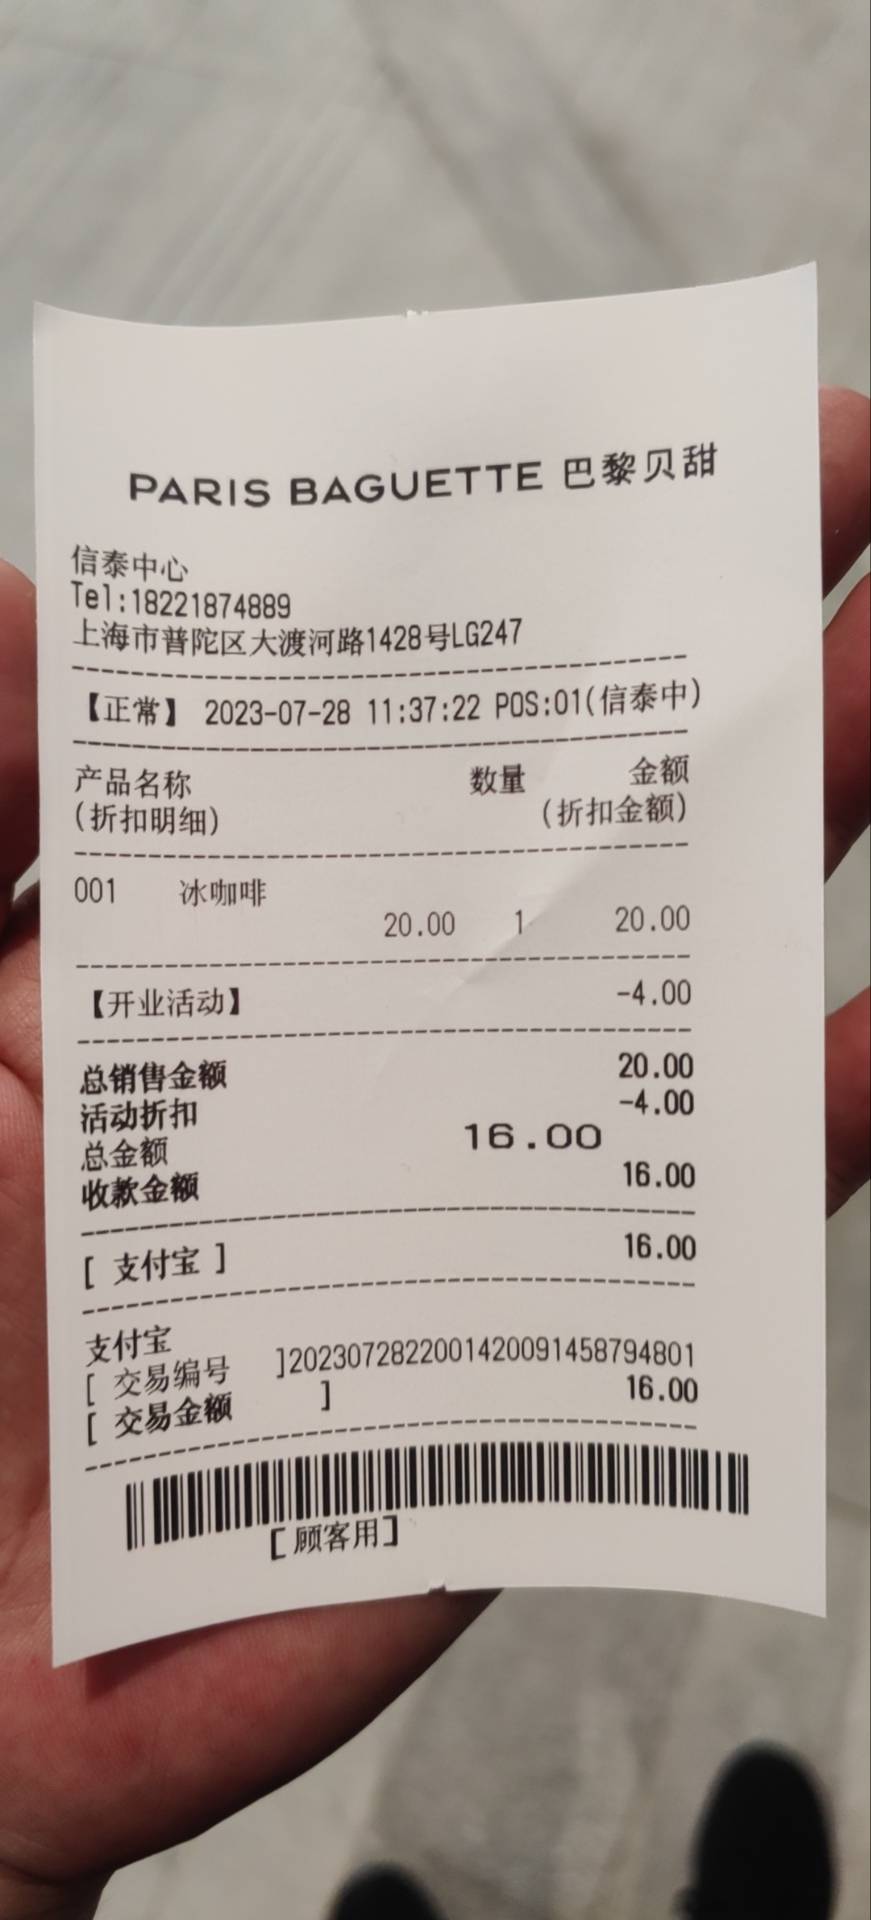 PARIS BAGUETTE 巴黎贝甜
信泰中心
Tel:18221874889
上海市普陀区大渡河路1428号LG247
【正常】 2023-07-28 11:37:22 POS:01(信泰中)
产品名称 数量 金额
(折扣明细) (折扣金额)
001 冰咖啡
20.00 1 20.00
【开业活动】 -4.00
总销售金额 20.00
活动折扣 -4.00
总金额 16.00
收款金额 16.00
[ 支付宝 ] 16.00
支付宝
[ 交易编号 ]2023072822001420091458794801
[ 交易金额 ] 16.00
[顾客用]